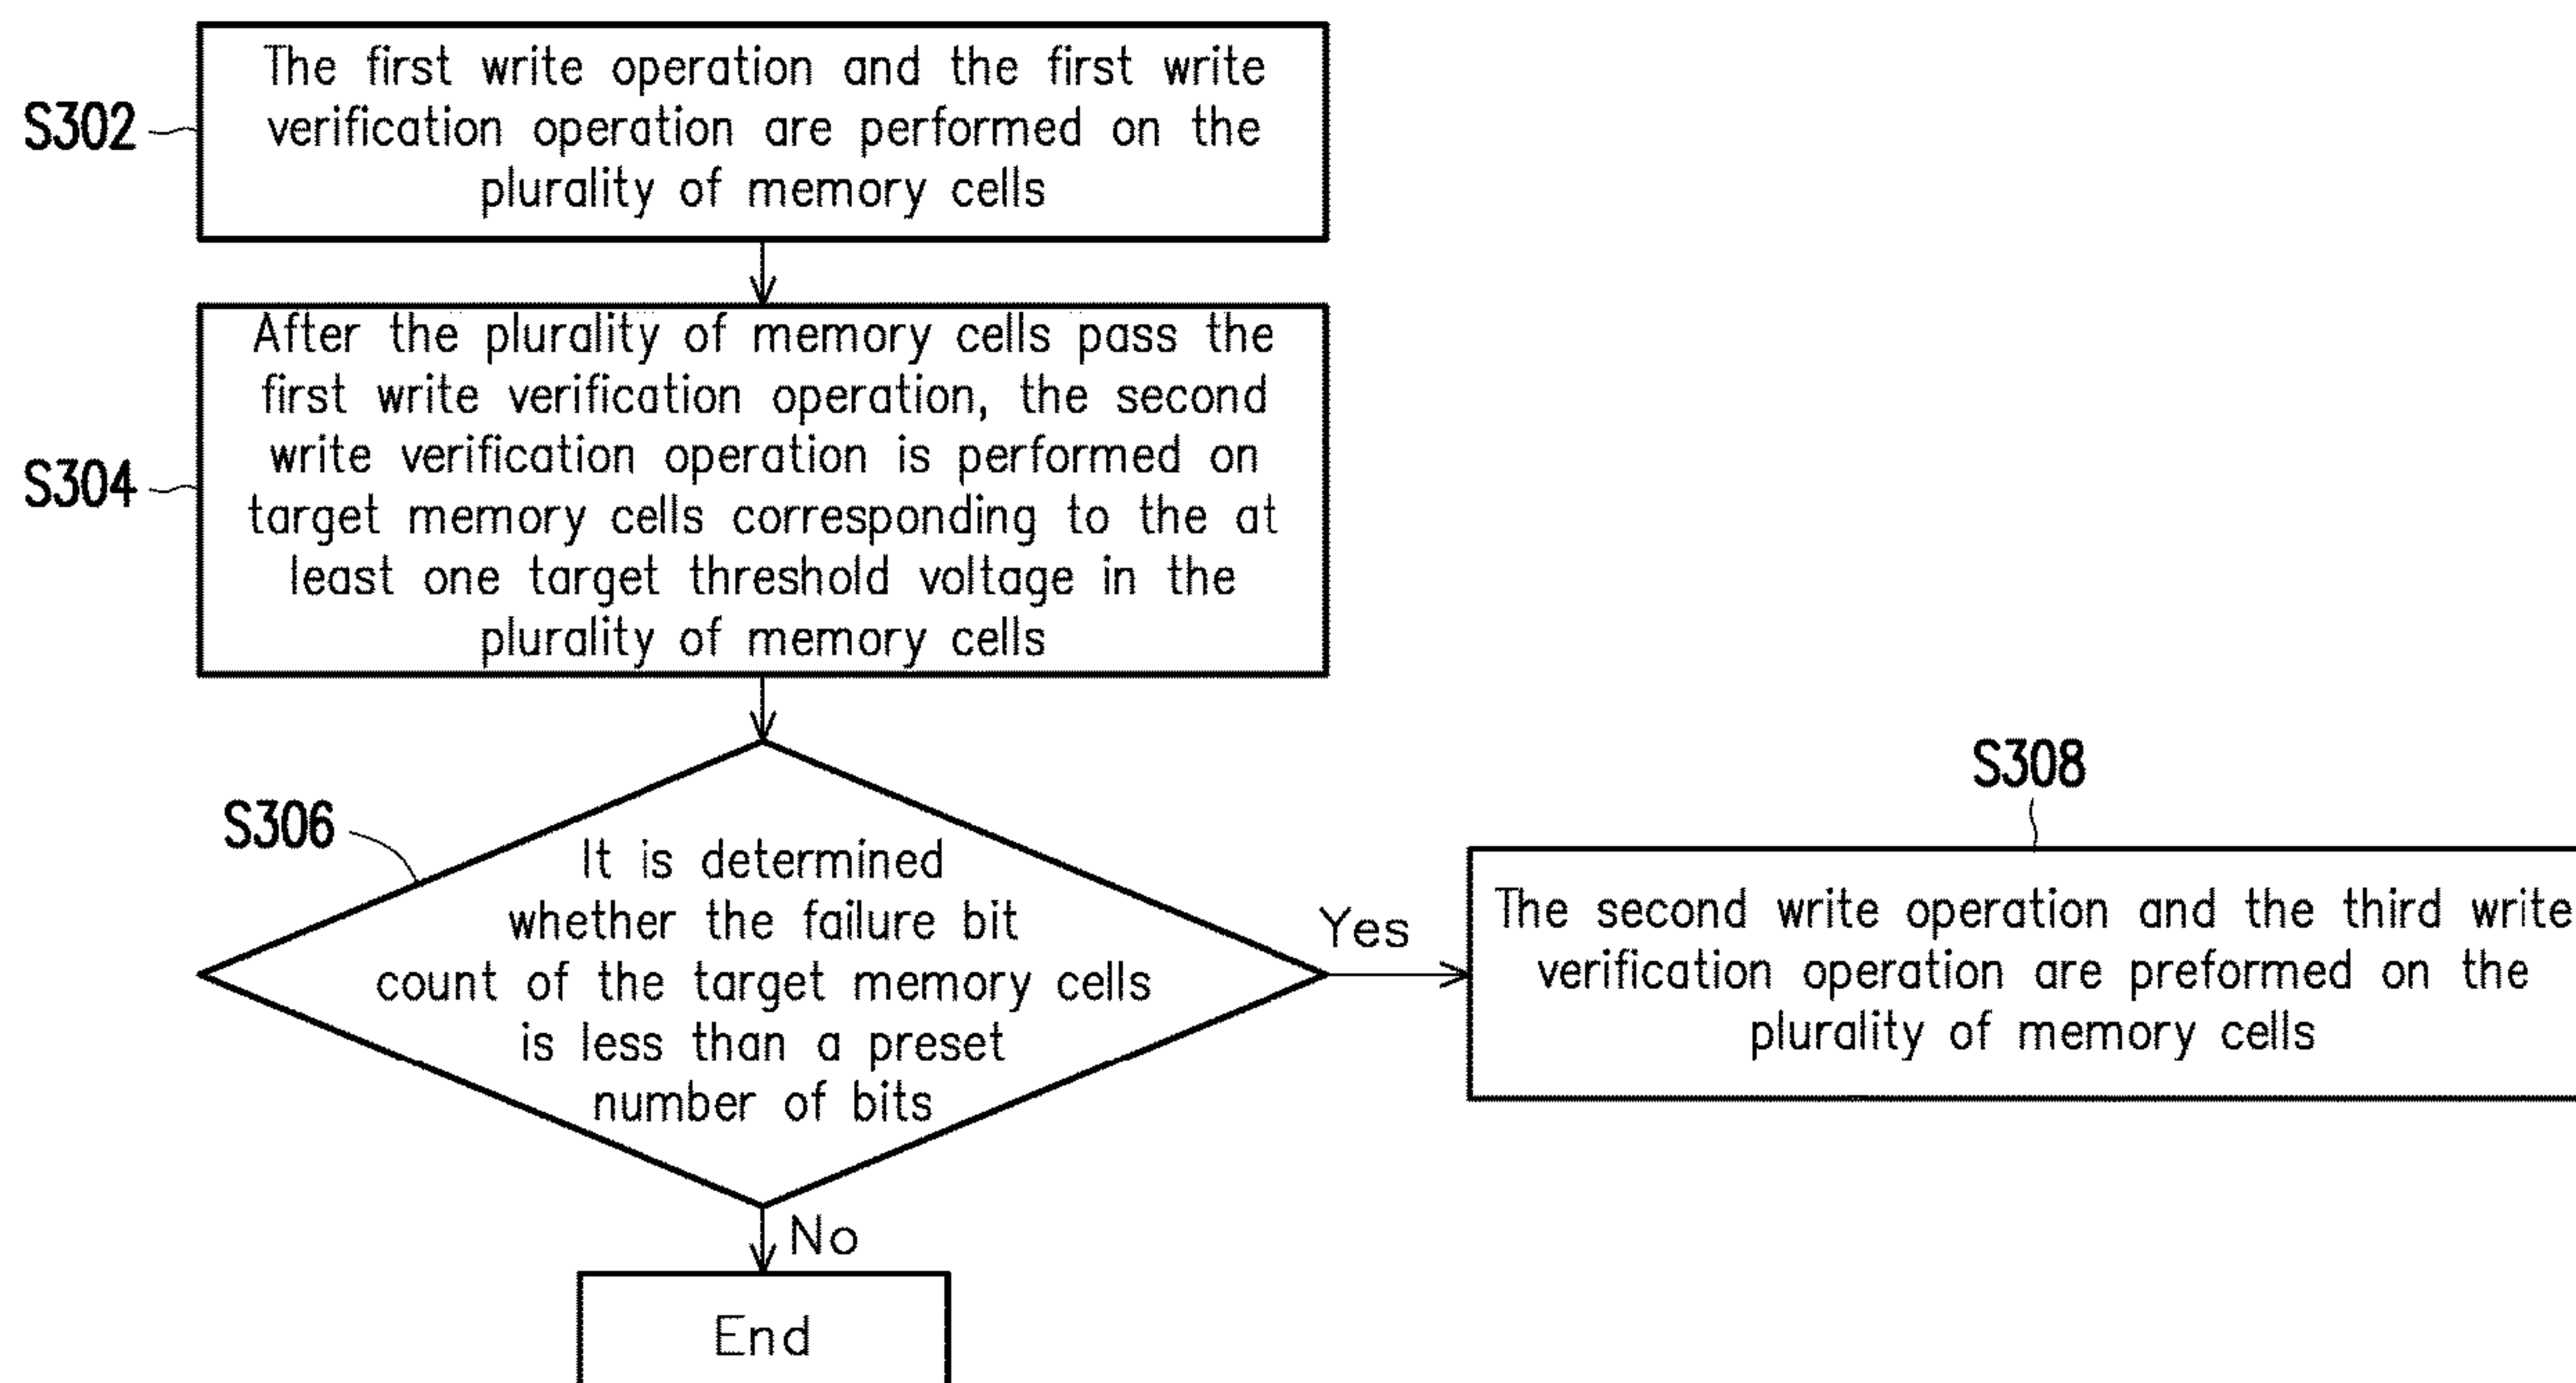 The first write operation and the first write
verification operation are performed on the
plurality of memory cells
S302
After the plurality of memory cells pass the
first write verification operation, the second
write verification operation is performed on
target memory cells corresponding to the at
least one target threshold voltage in the
plurality of memory cells
S304
S306
It is determined
whether the failure bit
count of the target memory cells
is less than a preset
number of bits
Yes
S308
The second write operation and the third write
verification operation are preformed on the
plurality of memory cells
No
End